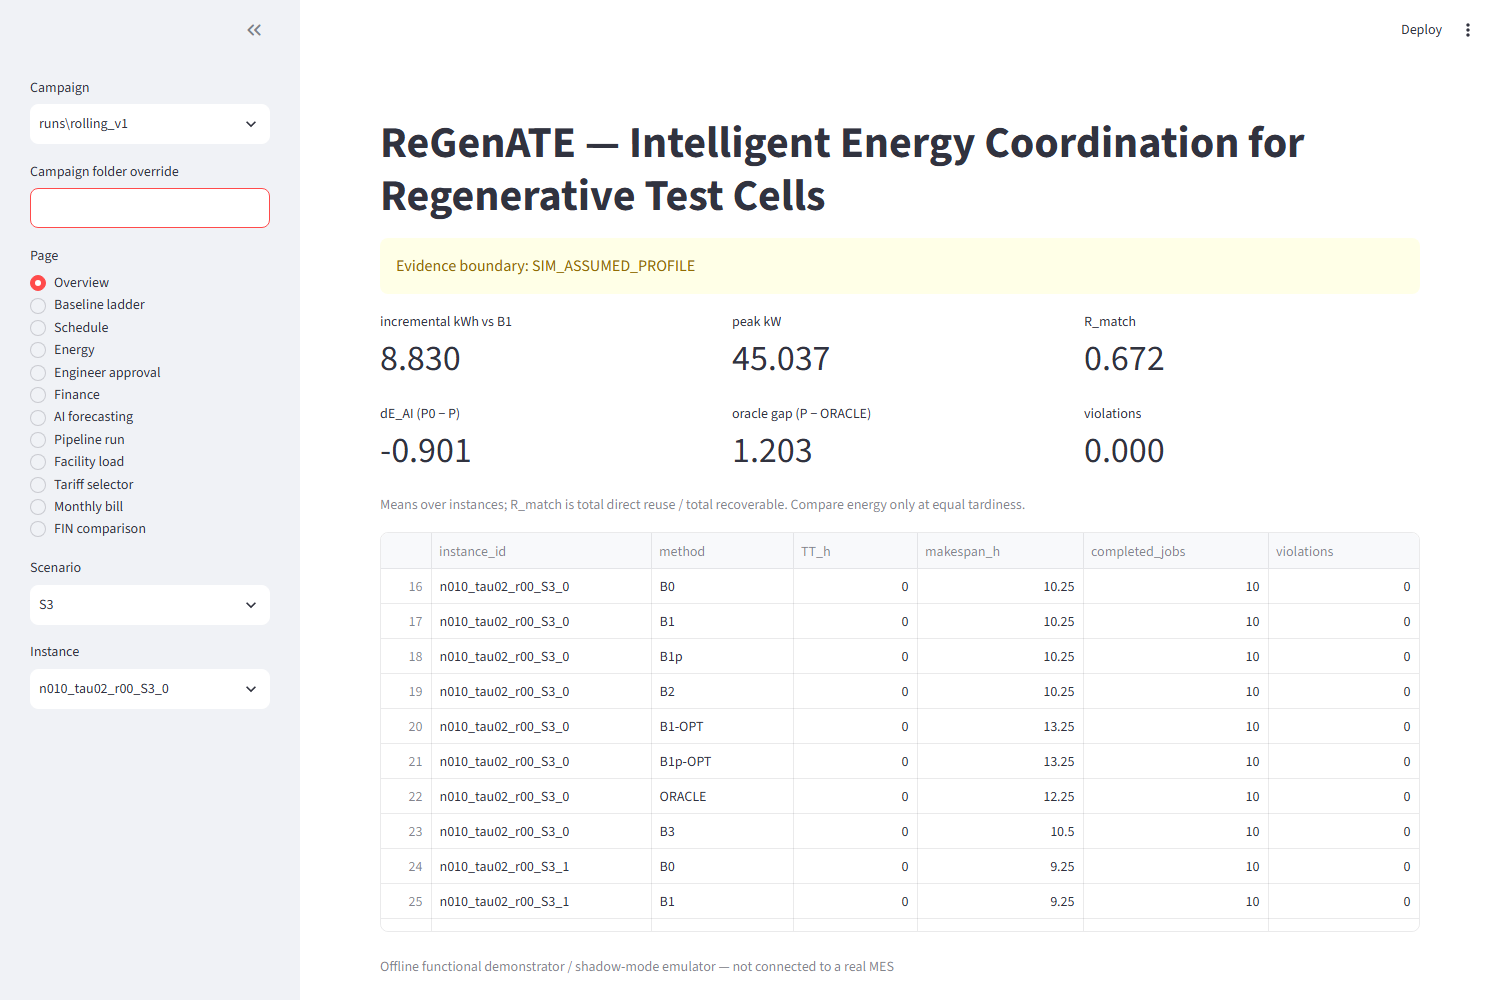 Deploy
Campaign
runs\rolling_v1
Campaign folder override
Page
Overview
Baseline ladder
Schedule
Energy
Engineer approval
Finance
AI forecasting
Pipeline run
Facility load
Tariff selector
Monthly bill
FIN comparison
Scenario
S3
Instance
n010_tau02_r00_S3_0
ReGenATE — Intelligent Energy Coordination for
Regenerative Test Cells
Evidence boundary: SIM_ASSUMED_PROFILE
incremental kWh vs B1 peak kW R_match
8.830 45.037 0.672
dE_AI (P0 − P) oracle gap (P − ORACLE) violations
-0.901 1.203 0.000
Means over instances; R_match is total direct reuse / total recoverable. Compare energy only at equal tardiness.
instance_id method TT_h makespan_h completed_jobs violations
16 n010_tau02_r00_S3_0 B0 0 10.25 10 0
17 n010_tau02_r00_S3_0 B1 0 10.25 10 0
18 n010_tau02_r00_S3_0 B1p 0 10.25 10 0
19 n010_tau02_r00_S3_0 B2 0 10.25 10 0
20 n010_tau02_r00_S3_0 B1-OPT 0 13.25 10 0
21 n010_tau02_r00_S3_0 B1p-OPT 0 13.25 10 0
22 n010_tau02_r00_S3_0 ORACLE 0 12.25 10 0
23 n010_tau02_r00_S3_0 B3 0 10.5 10 0
24 n010_tau02_r00_S3_1 B0 0 9.25 10 0
25 n010_tau02_r00_S3_1 B1 0 9.25 10 0
Offline functional demonstrator / shadow-mode emulator — not connected to a real MES